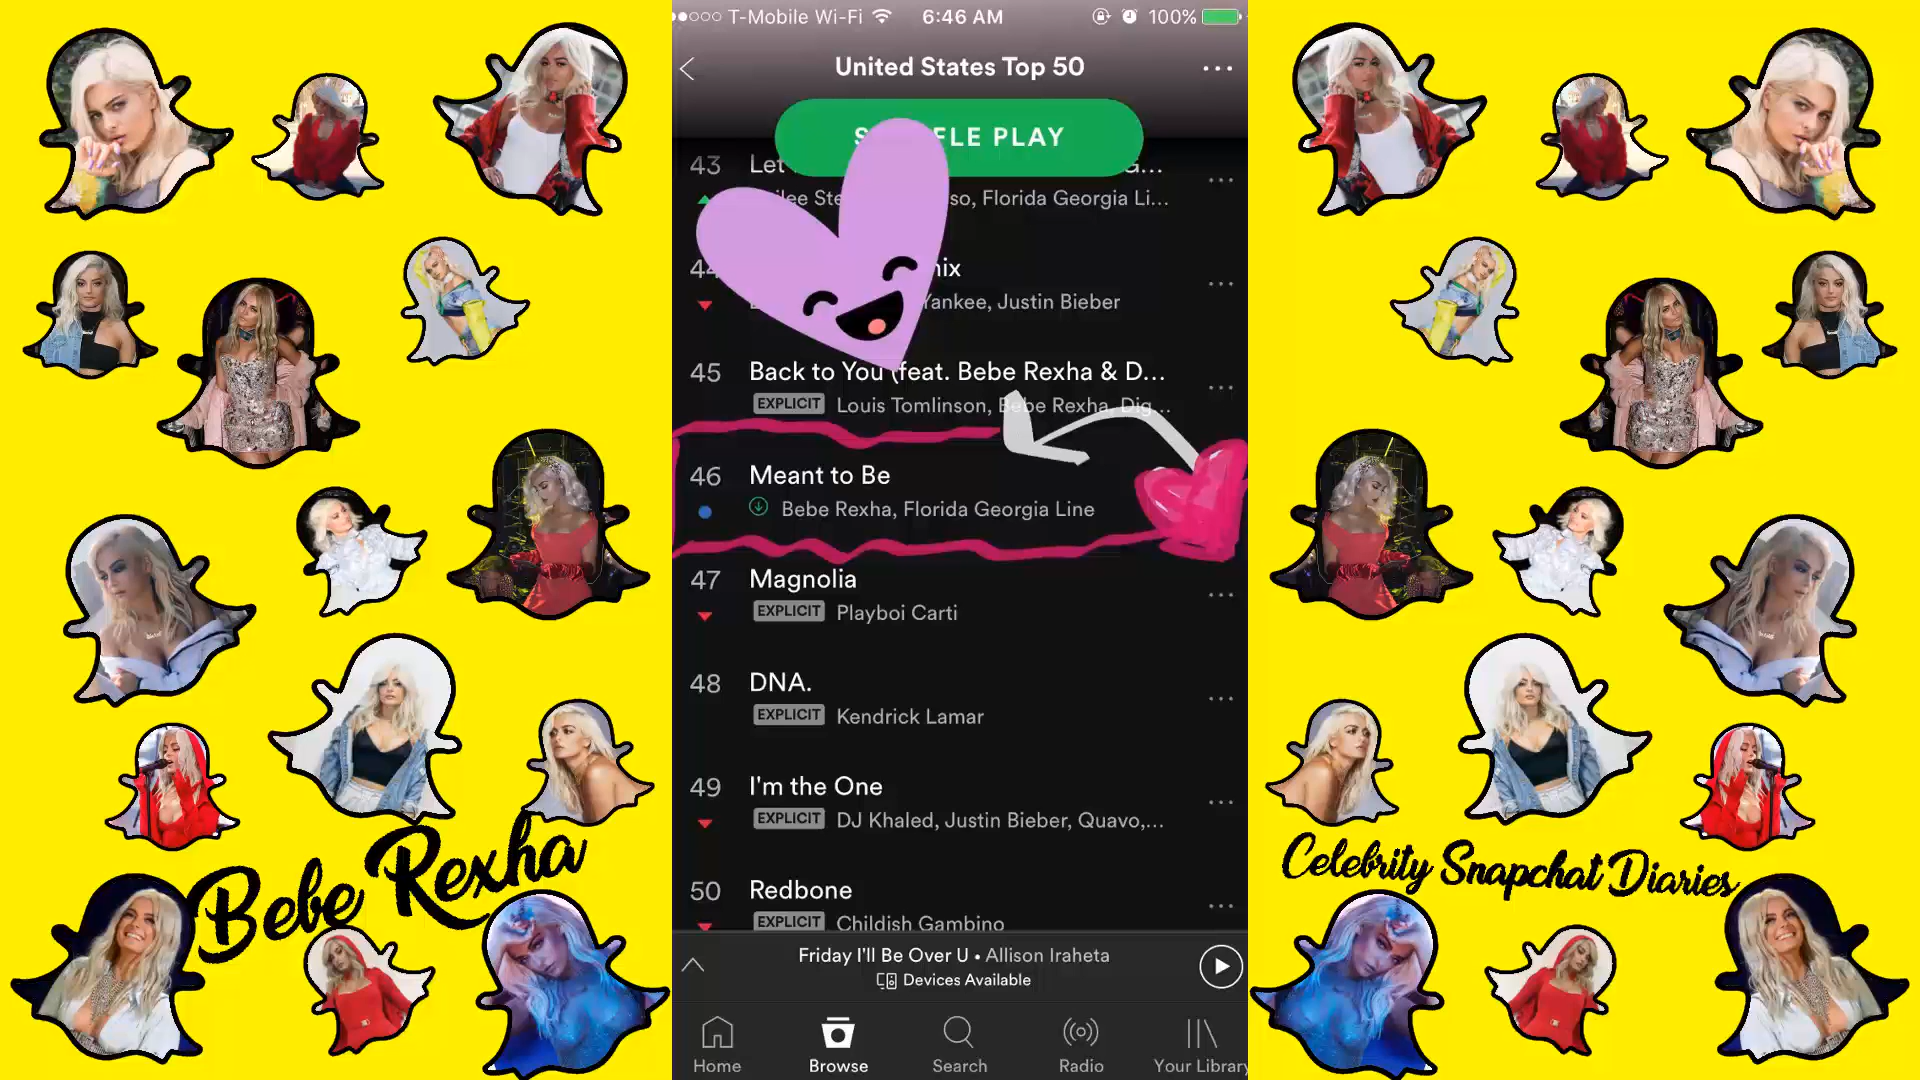 T-Mobile Wi-Fi 6:46 AM 100%
United States Top 50
FLE PLAY
43 Let
Florida Georgia Li...
44
Yankee, Justin Bieber
45 Back to You (feat. Bebe Rexha & D...
EXPLICIT Louis Tomlinson, Bebe Rexha, Dig...
46 Meant to Be
Bebe Rexha, Florida Georgia Line
47 Magnolia
EXPLICIT Playboi Carti
48 DNA.
EXPLICIT Kendrick Lamar
49 I'm the One
EXPLICIT DJ Khaled, Justin Bieber, Quavo,...
50 Redbone
EXPLICIT Childish Gambino
Friday I'll Be Over U • Allison Iraheta
Devices Available
Home Browse Search Radio Your Library
Bebe Rexha
Celebrity Snapchat Diaries